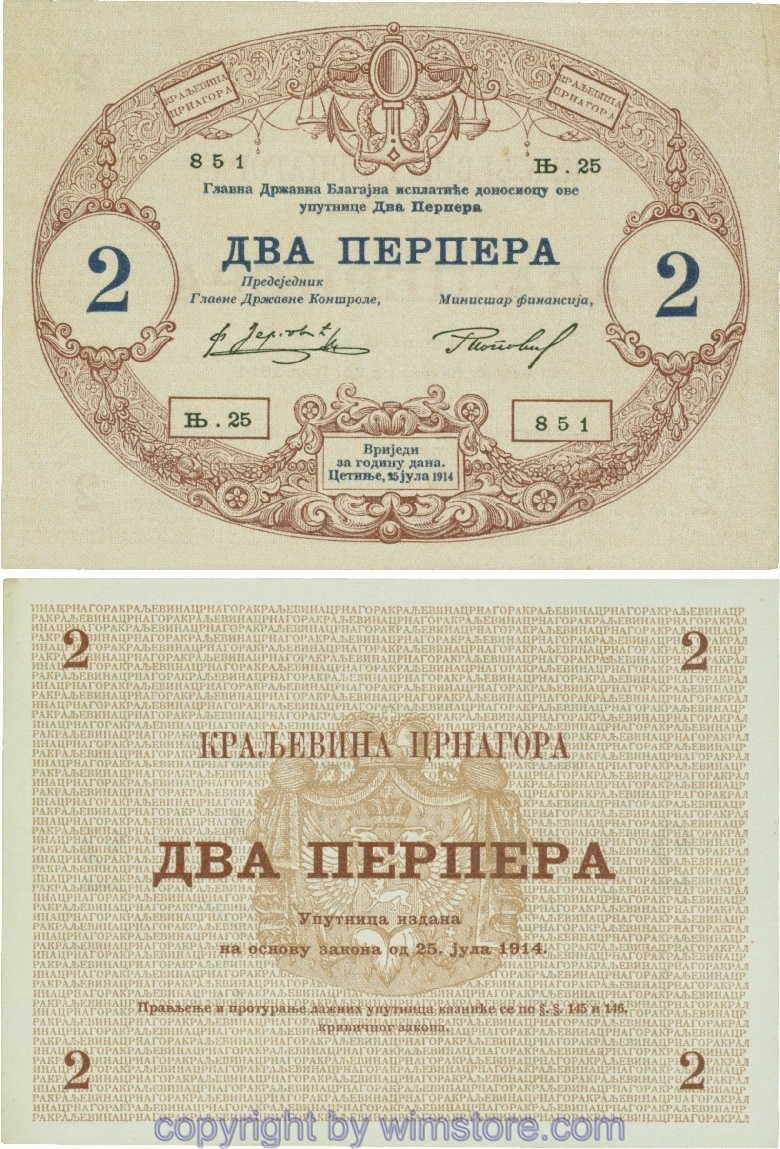 КРАЉЕВИНА
ЦРНАГОРА
КРАЉЕВИНА
ЦРНАГОРА
851
Њ. 25
Главна Државна Благајна исплатиће доносиоцу ове
упутнице Два Перпера
ДВА ПЕРПЕРА
2
2
Предсједник
Главне Државне Контроле,
Министар финансија,
Њ. 25
851
Вриједи
за годину дана.
Цетиње, 25 јула 1914
2
2
КРАЉЕВИНА ЦРНАГОРА
ДВА ПЕРПЕРА
Упутница издана
на основу закона од 25. јула 1914.
Прављење и протурање лажних упутница казниће се по §. §. 145 и 146.
кривичног закона.
2
2
copyright by wimstore.com